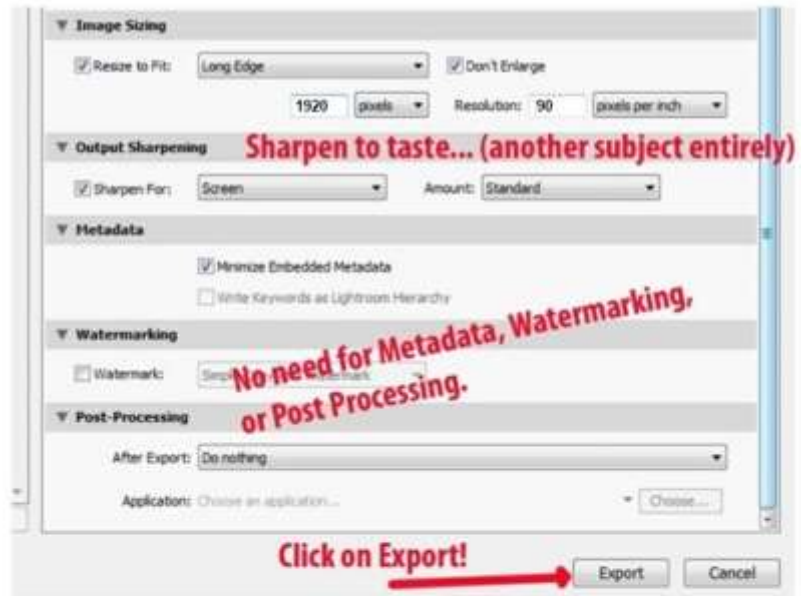 Image Sizing
Resize to Fit: Long Edge Don't Enlarge
1920 pixels Resolution: 90 pixels per inch
Output Sharpening Sharpen to taste... (another subject entirely)
Sharpen For: Screen Amount: Standard
Metadata
Minimize Embedded Metadata
Write Keywords as Lightroom Hierarchy
No need for Metadata, Watermarking,
or Post Processing.
Watermarking
Watermark:
Post-Processing
After Export: Do nothing
Application: Choose an application... Choose...
Click on Export!
Export Cancel